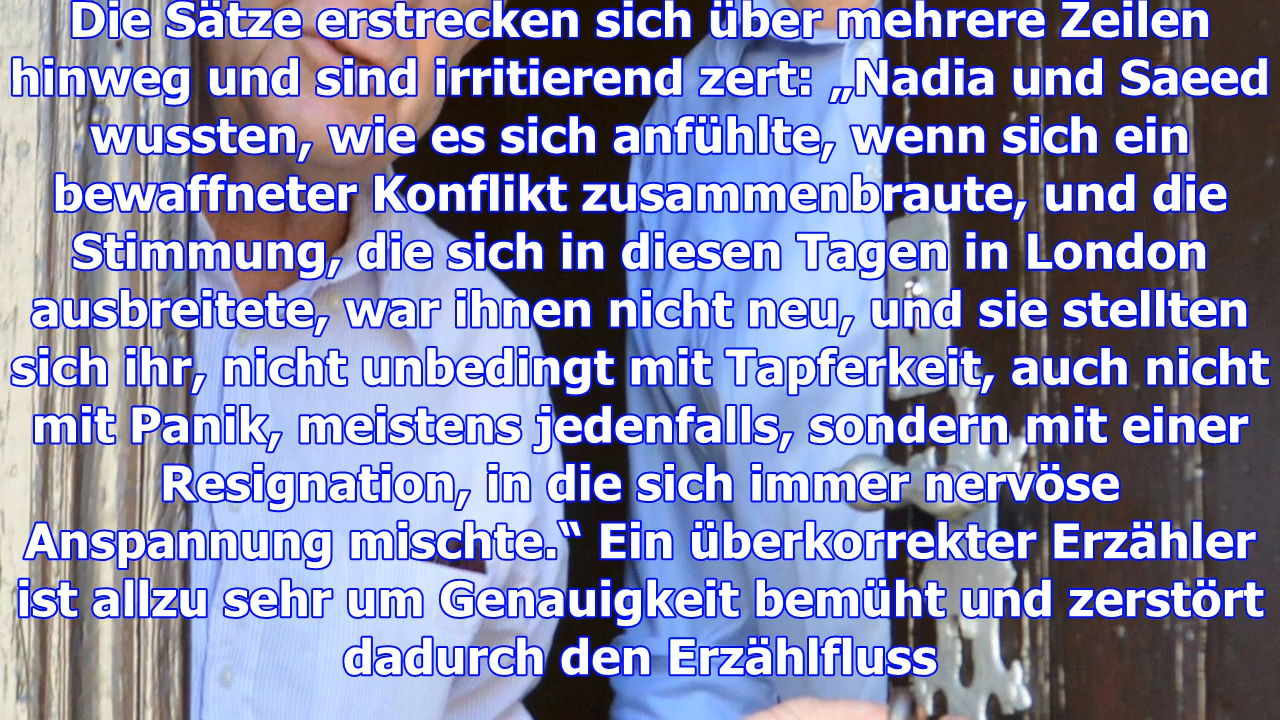 Die Sätze erstrecken sich über mehrere Zeilen
hinweg und sind irritierend zert: „Nadia und Saeed
wussten, wie es sich anfühlte, wenn sich ein
bewaffneter Konflikt zusammenbraute, und die
Stimmung, die sich in diesen Tagen in London
ausbreitete, war ihnen nicht neu, und sie stellten
sich ihr, nicht unbedingt mit Tapferkeit, auch nicht
mit Panik, meistens jedenfalls, sondern mit einer
Resignation, in die sich immer nervöse
Anspannung mischte.“ Ein überkorrekter Erzähler
ist allzu sehr um Genauigkeit bemüht und zerstört
dadurch den Erzählfluss